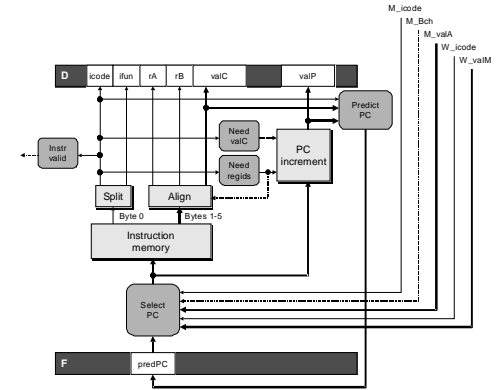 M_icode
M_Bch
M_valA
W_icode
W_valM
D icode ifun rA rB valC valP
Predict
PC
Need
valC
Instr
valid
PC
increment
Need
regids
Split
Align
Byte 0
Bytes 1-5
Instruction
memory
Select
PC
F predPC